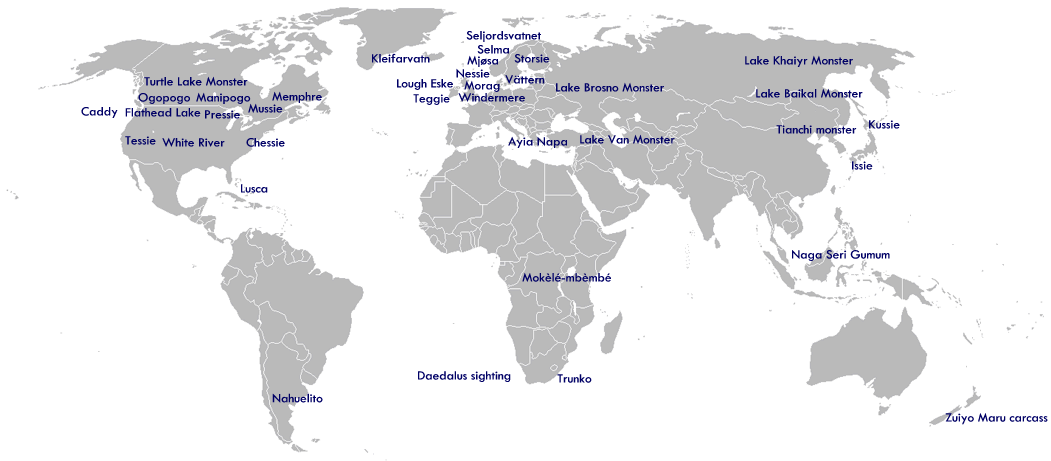 Seljordsvatnet
Selma
Kleifarvatn
Mjøsa
Storsie
Lake Khaiyr Monster
Nessie
Turtle Lake Monster
Lough Eske
Morag
Vättern
Lake Brosno Monster
Lake Baikal Monster
Ogopogo
Manipogo
Memphre
Teggie
Windermere
Caddy
Flathead Lake
Pressie
Mussie
Kussie
Tianchi monster
Tessie
White River
Chessie
Ayia Napa
Lake Van Monster
Issie
Lusca
Naga Seri Gumum
Mokèlé-mbèmbé
Daedalus sighting
Trunko
Nahuelito
Zuiyo Maru carcass